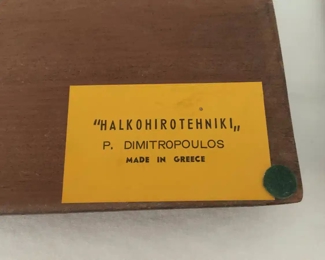 "HALKOHIROTEHNIKI„
P. DIMITROPOULOS
MADE IN GREECE